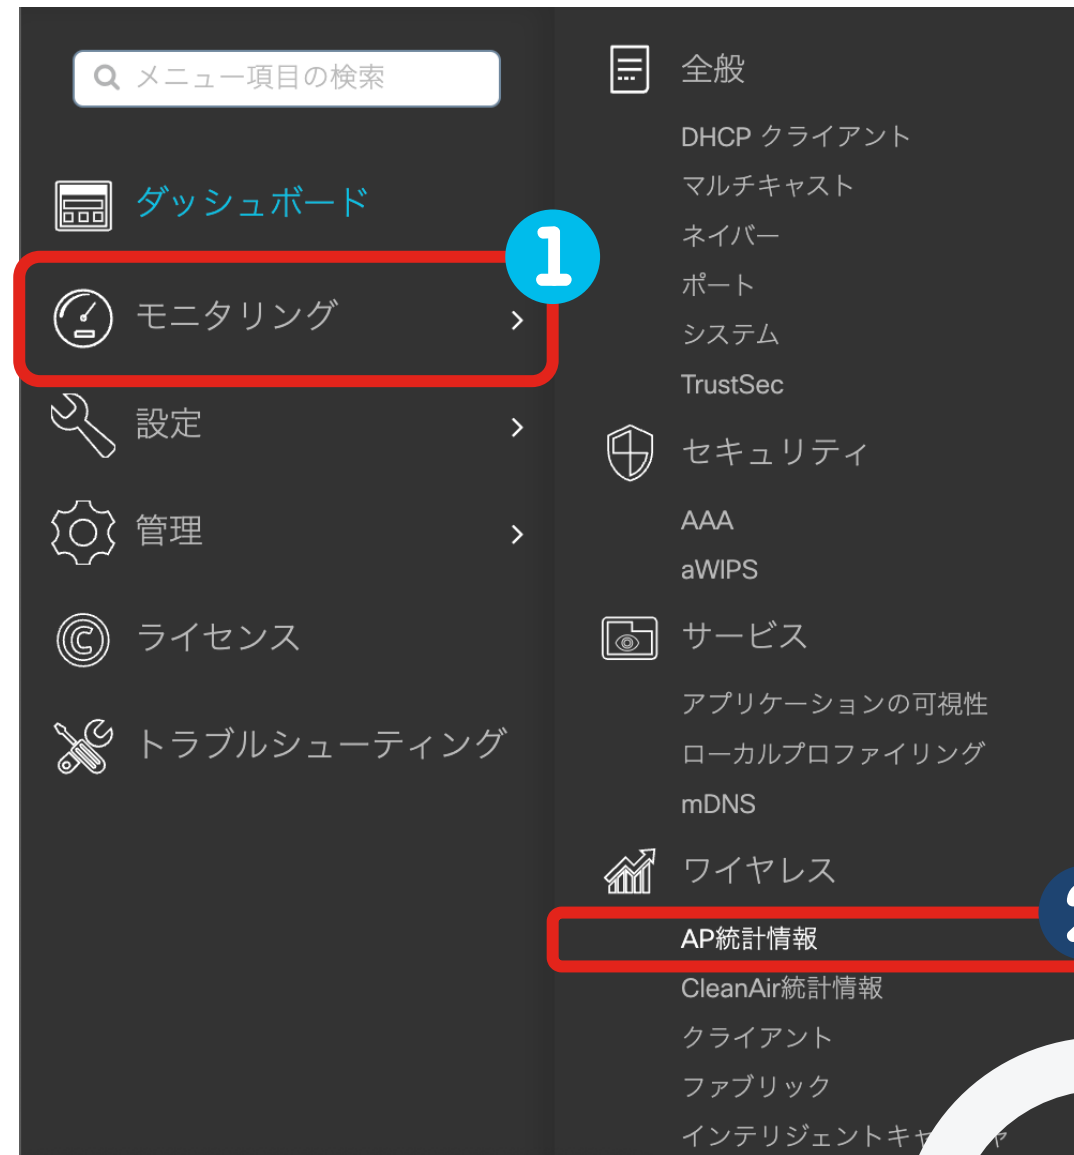 メニュー項目の検索
ダッシュボード
1
モニタリング
設定
管理
ライセンス
トラブルシューティング
全般
DHCP クライアント
マルチキャスト
ネイバー
ポート
システム
TrustSec
セキュリティ
AAA
aWIPS
サービス
アプリケーションの可視性
ローカルプロファイリング
mDNS
ワイヤレス
AP統計情報
CleanAir統計情報
クライアント
ファブリック